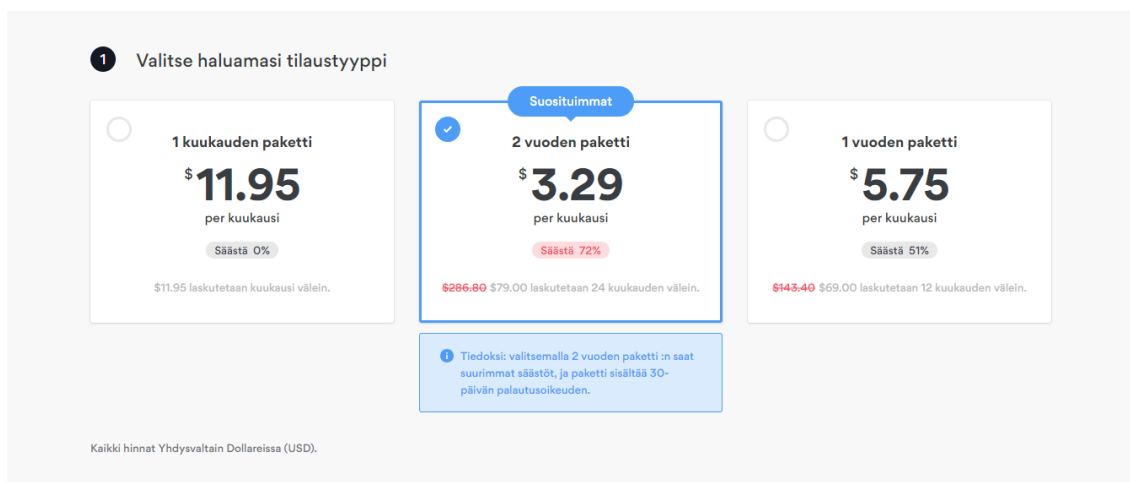 1 Valitse haluamasi tilaustyyppi
1 kuukauden paketti
$11.95
per kuukausi
Säästä 0%
$11.95 laskutetaan kuukausi välein.
Suosituimmat
2 vuoden paketti
$3.29
per kuukausi
Säästä 72%
$286.80 $79.00 laskutetaan 24 kuukauden välein.
1 vuoden paketti
$5.75
per kuukausi
Säästä 51%
$143.40 $69.00 laskutetaan 12 kuukauden välein.
Tiedoksi: valitsemalla 2 vuoden paketti :n saat
suurimmat säästöt, ja paketti sisältää 30-
päivän palautusoikeuden.
Kaikki hinnat Yhdysvaltain Dollareissa (USD).